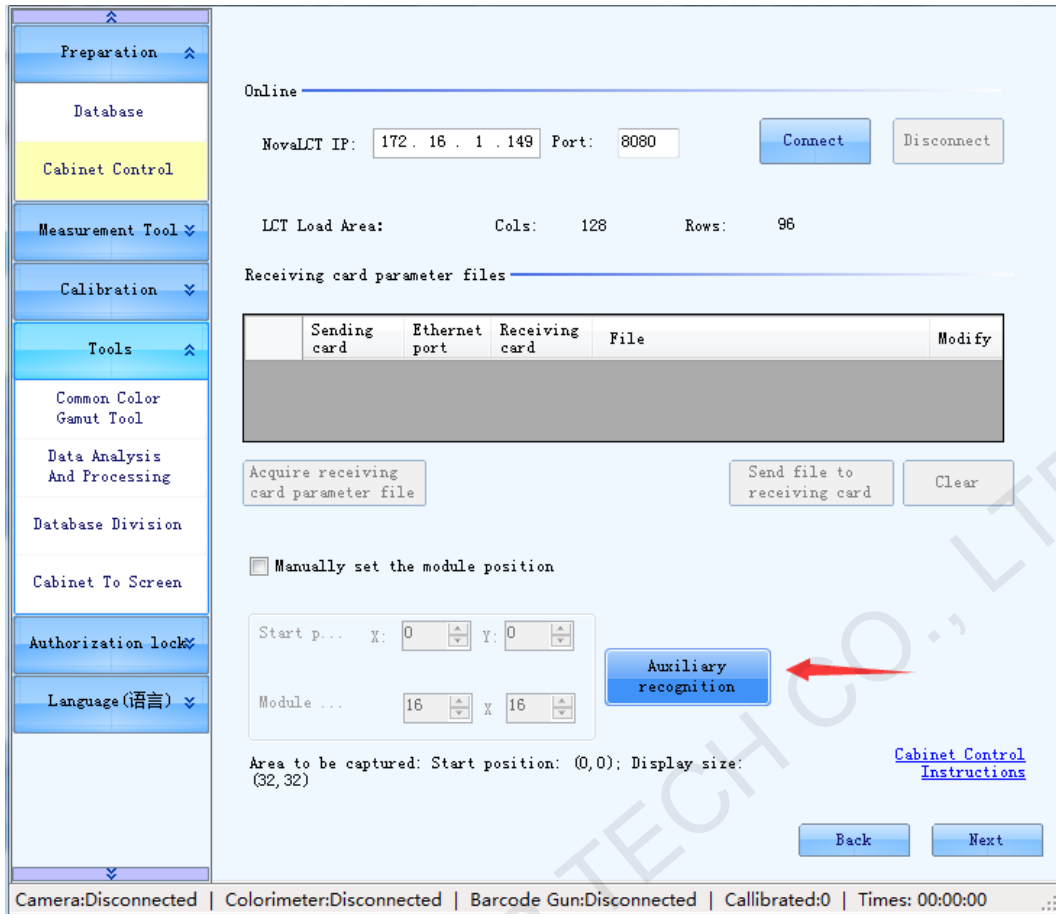 Preparation
Database
Cabinet Control
Measurement Tool
Calibration
Tools
Common Color
Gamut Tool
Data Analysis
And Processing
Database Division
Cabinet To Screen
Authorization lock
Language(语言)
Online
NovaLCT IP: 172 . 16 . 1 . 149 Port: 8080 Connect Disconnect
LCT Load Area: Cols: 128 Rows: 96
Receiving card parameter files
Sending card Ethernet port Receiving card File Modify
Acquire receiving
card parameter file
Send file to
receiving card
Clear
Manually set the module position
Start p... X: 0 Y: 0
Module ... 16 X 16
Auxiliary
recognition
Area to be captured: Start position: (0,0); Display size:
(32,32)
Cabinet Control
Instructions
Back Next
Camera:Disconnected | Colorimeter:Disconnected | Barcode Gun:Disconnected | Callibrated:0 | Times: 00:00:00
TECH CO., LT